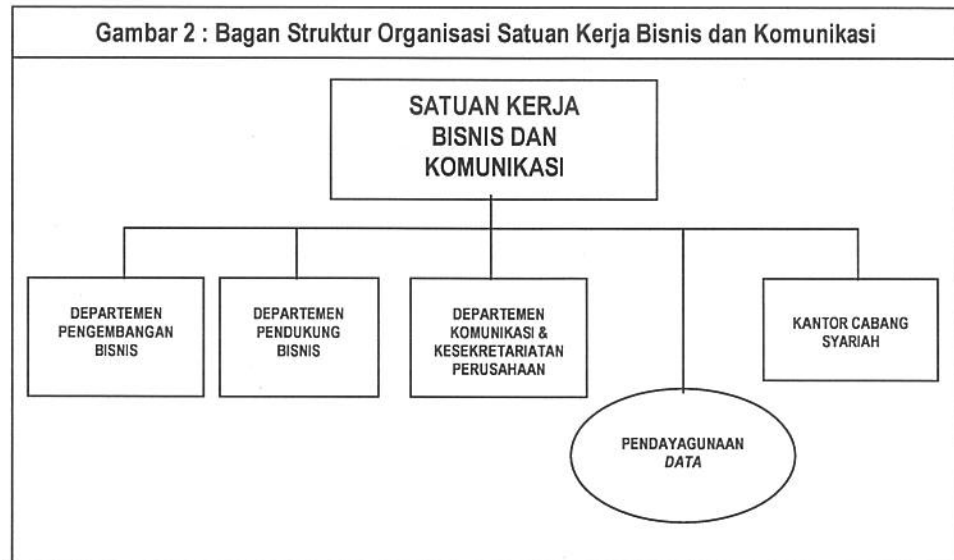 Gambar 2 : Bagan Struktur Organisasi Satuan Kerja Bisnis dan Komunikasi
SATUAN KERJA
BISNIS DAN
KOMUNIKASI
DEPARTEMEN
PENGEMBANGAN
BISNIS
DEPARTEMEN
PENDUKUNG
BISNIS
DEPARTEMEN
KOMUNIKASI &
KESEKRETARIATAN
PERUSAHAAN
PENDAYAGUNAAN
DATA
KANTOR CABANG
SYARIAH